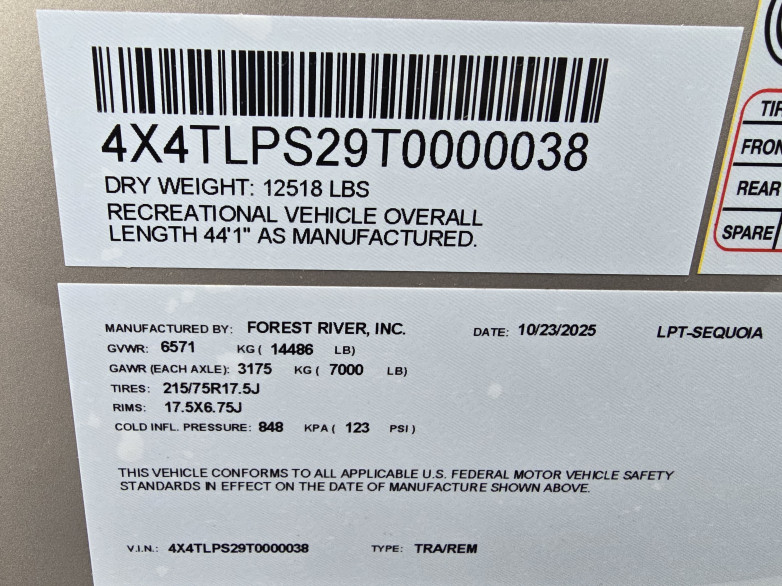 4X4TLPS29T0000038
DRY WEIGHT: 12518 LBS
RECREATIONAL VEHICLE OVERALL
LENGTH 44'1" AS MANUFACTURED.
FRON
REAR
SPARE
MANUFACTURED BY: FOREST RIVER, INC. DATE: 10/23/2025 LPT-SEQUOIA
GVWR: 6571 KG ( 14486 LB)
GAWR (EACH AXLE): 3175 KG ( 7000 LB)
TIRES: 215/75R17.5J
RIMS: 17.5X6.75J
COLD INFL. PRESSURE: 848 KPA ( 123 PSI )
THIS VEHICLE CONFORMS TO ALL APPLICABLE U.S. FEDERAL MOTOR VEHICLE SAFETY
STANDARDS IN EFFECT ON THE DATE OF MANUFACTURE SHOWN ABOVE.
V.I.N.: 4X4TLPS29T0000038 TYPE: TRA/REM